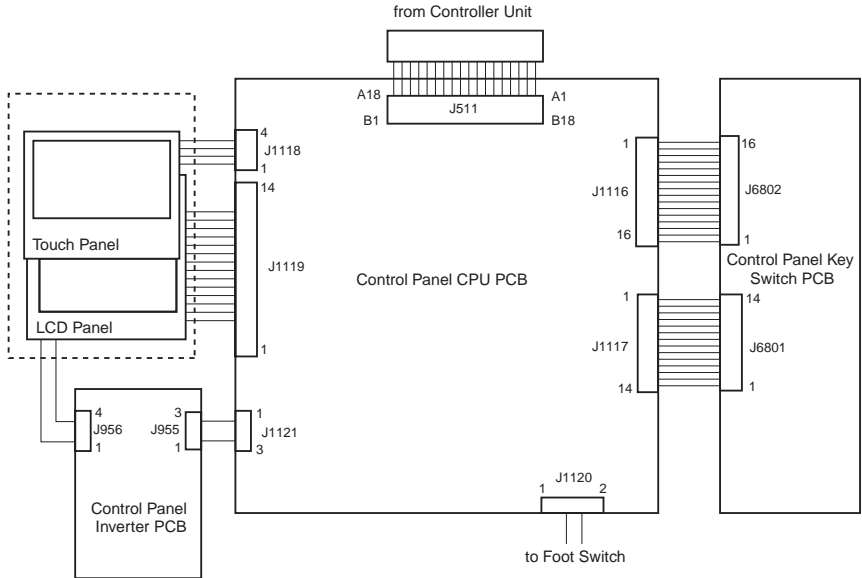 from Controller Unit
A18
J511
A1
B1
B18
4
J1118
1
14
1
J1116
16
16
J6802
1
Touch Panel
J1119
Control Panel CPU PCB
Control Panel Key
Switch PCB
LCD Panel
1
1
J1117
14
14
J6801
1
4
J956
1
3
J955
1
1
J1121
3
Control Panel
Inverter PCB
J1120
1
2
to Foot Switch